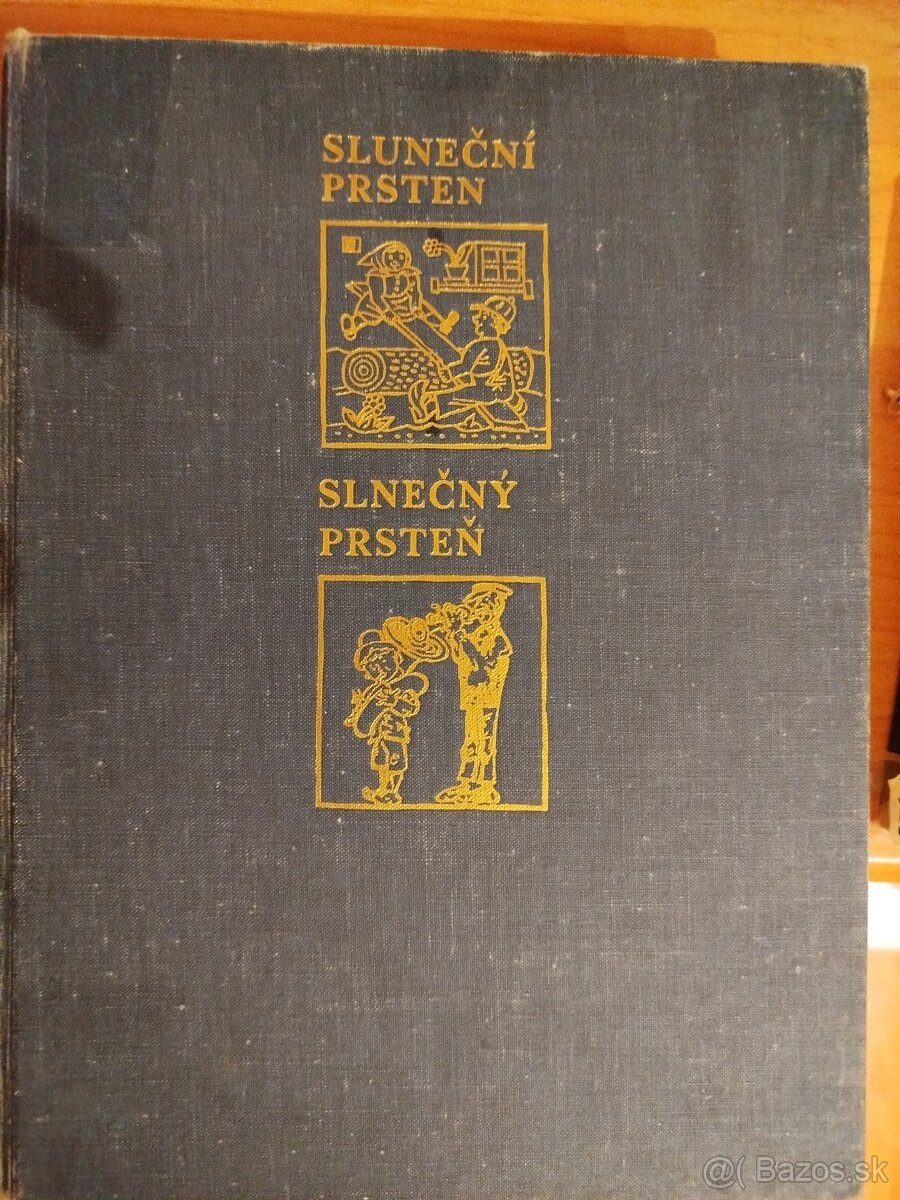 SLUNEČNÍ
PRSTEN
SLNEČNÝ
PRSTEŇ
@( Bazos.sk